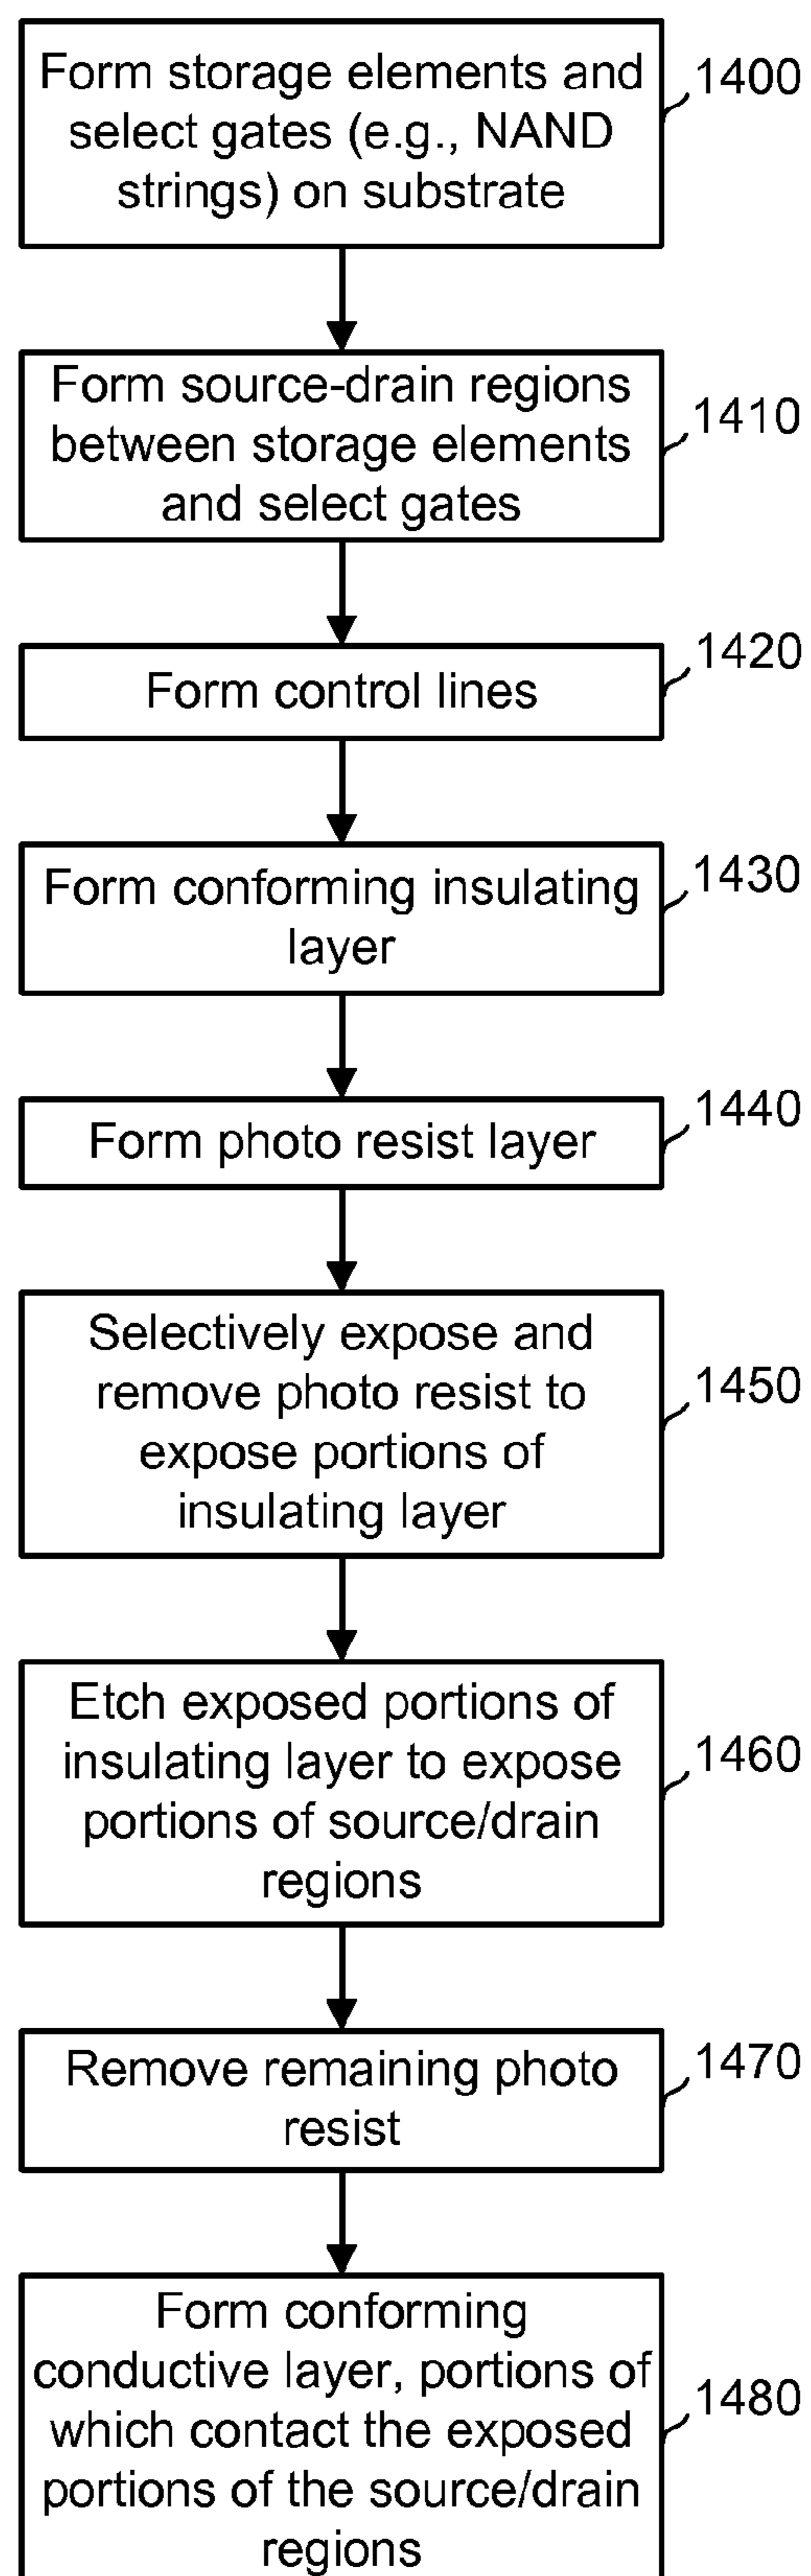 Form storage elements and
select gates (e.g., NAND
strings) on substrate
1400
Form source-drain regions
between storage elements
and select gates
1410
Form control lines
1420
Form conforming insulating
layer
1430
Form photo resist layer
1440
Selectively expose and
remove photo resist to
expose portions of
insulating layer
1450
Etch exposed portions of
insulating layer to expose
portions of source/drain
regions
1460
Remove remaining photo
resist
1470
Form conforming
conductive layer, portions of
which contact the exposed
portions of the source/drain
regions
1480